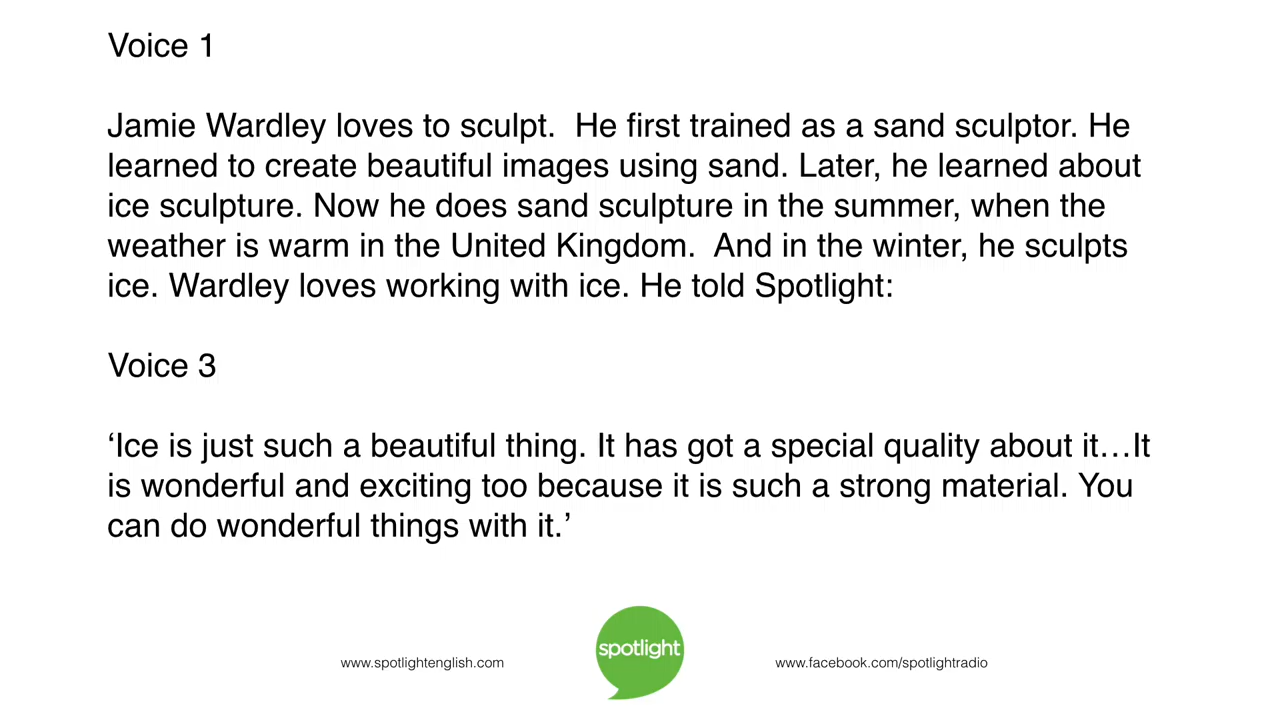 Voice 1
Jamie Wardley loves to sculpt.  He first trained as a sand sculptor. He
learned to create beautiful images using sand. Later, he learned about
ice sculpture. Now he does sand sculpture in the summer, when the
weather is warm in the United Kingdom.  And in the winter, he sculpts
ice. Wardley loves working with ice. He told Spotlight:
Voice 3
‘Ice is just such a beautiful thing. It has got a special quality about it…It
is wonderful and exciting too because it is such a strong material. You
can do wonderful things with it.’
www.spotlightenglish.com
spotlight
www.facebook.com/spotlightradio